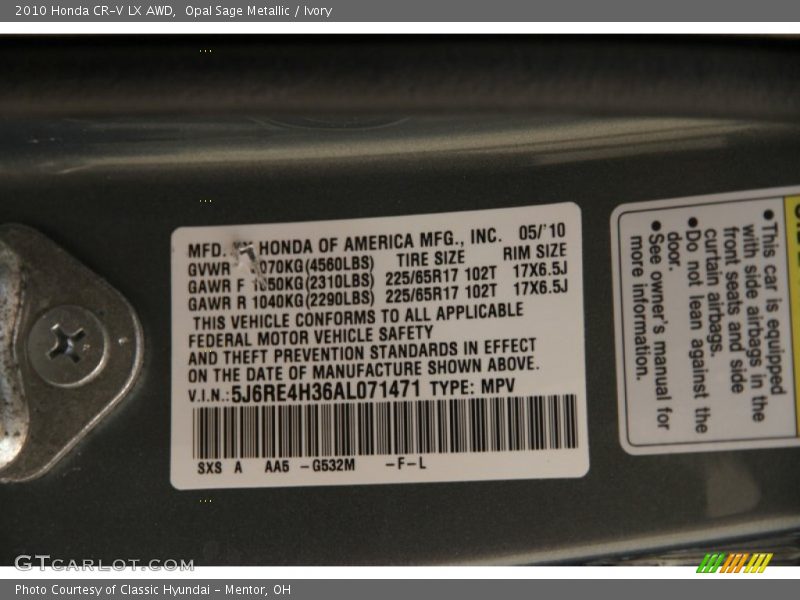 2010 Honda CR-V LX AWD,  Opal Sage Metallic / Ivory
MFD. HONDA OF AMERICA MFG., INC. 05/'10
GVWR 070KG(4560LBS) TIRE SIZE RIM SIZE
GAWR F 50KG(2310LBS) 225/65R17 102T 17X6.5J
GAWR R 1040KG(2290LBS) 225/65R17 102T 17X6.5J
THIS VEHICLE CONFORMS TO ALL APPLICABLE
FEDERAL MOTOR VEHICLE SAFETY
AND THEFT PREVENTION STANDARDS IN EFFECT
ON THE DATE OF MANUFACTURE SHOWN ABOVE.
V.I.N.:5J6RE4H36AL071471 TYPE: MPV
SXS A AA6 -G532M -F-L
●This car is equipped
with side airbags in the
front seats and side
curtain airbags.
●Do not lean against the
door.
●See owner's manual for
more information.
GTCarLot.com
Photo Courtesy of Classic Hyundai - Mentor, OH